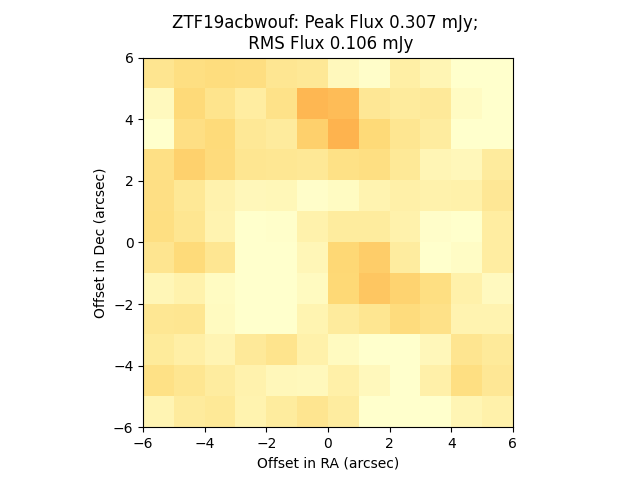 ZTF19acbwouf: Peak Flux 0.307 mJy;
RMS Flux 0.106 mJy
6
4
2
0
−2
−4
−6
Offset in Dec (arcsec)
−6 −4 −2 0 2 4 6
Offset in RA (arcsec)